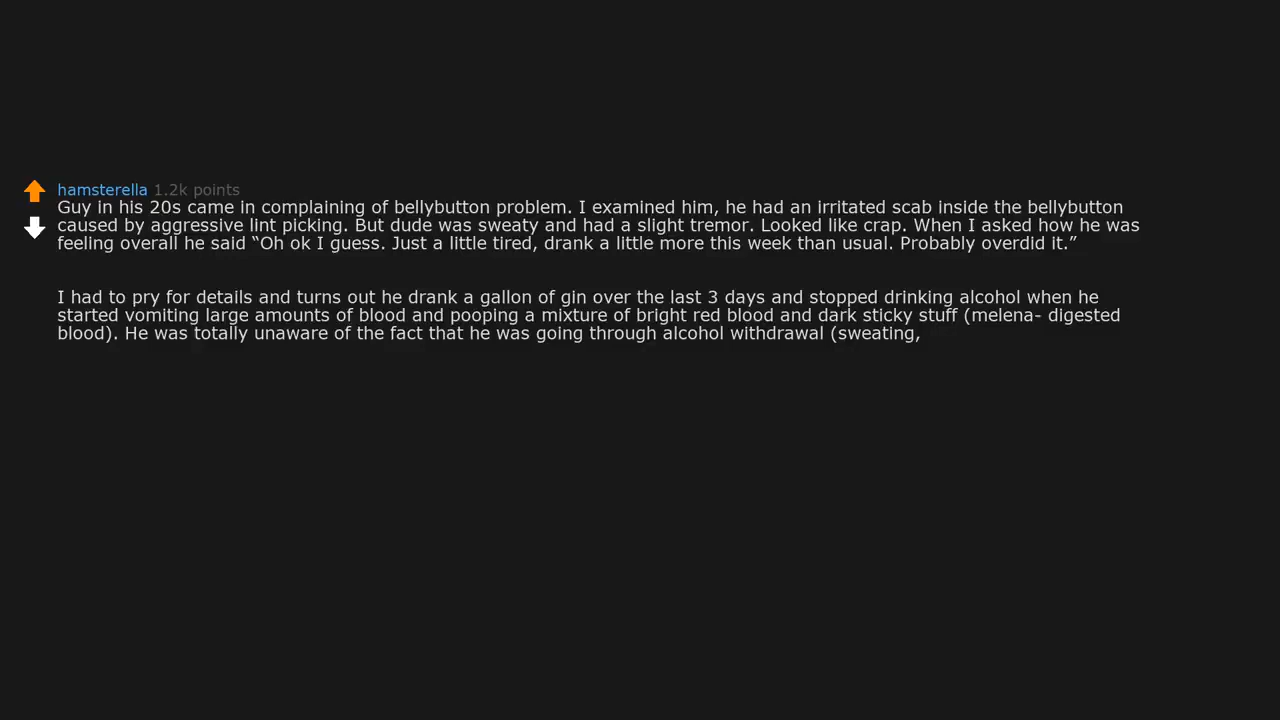 hamsterella 1.2k points
Guy in his 20s came in complaining of bellybutton problem. I examined him, he had an irritated scab inside the bellybutton
caused by aggressive lint picking. But dude was sweaty and had a slight tremor. Looked like crap. When I asked how he was
feeling overall he said “Oh ok I guess. Just a little tired, drank a little more this week than usual. Probably overdid it.”
I had to pry for details and turns out he drank a gallon of gin over the last 3 days and stopped drinking alcohol when he
started vomiting large amounts of blood and pooping a mixture of bright red blood and dark sticky stuff (melena- digested
blood). He was totally unaware of the fact that he was going through alcohol withdrawal (sweating,